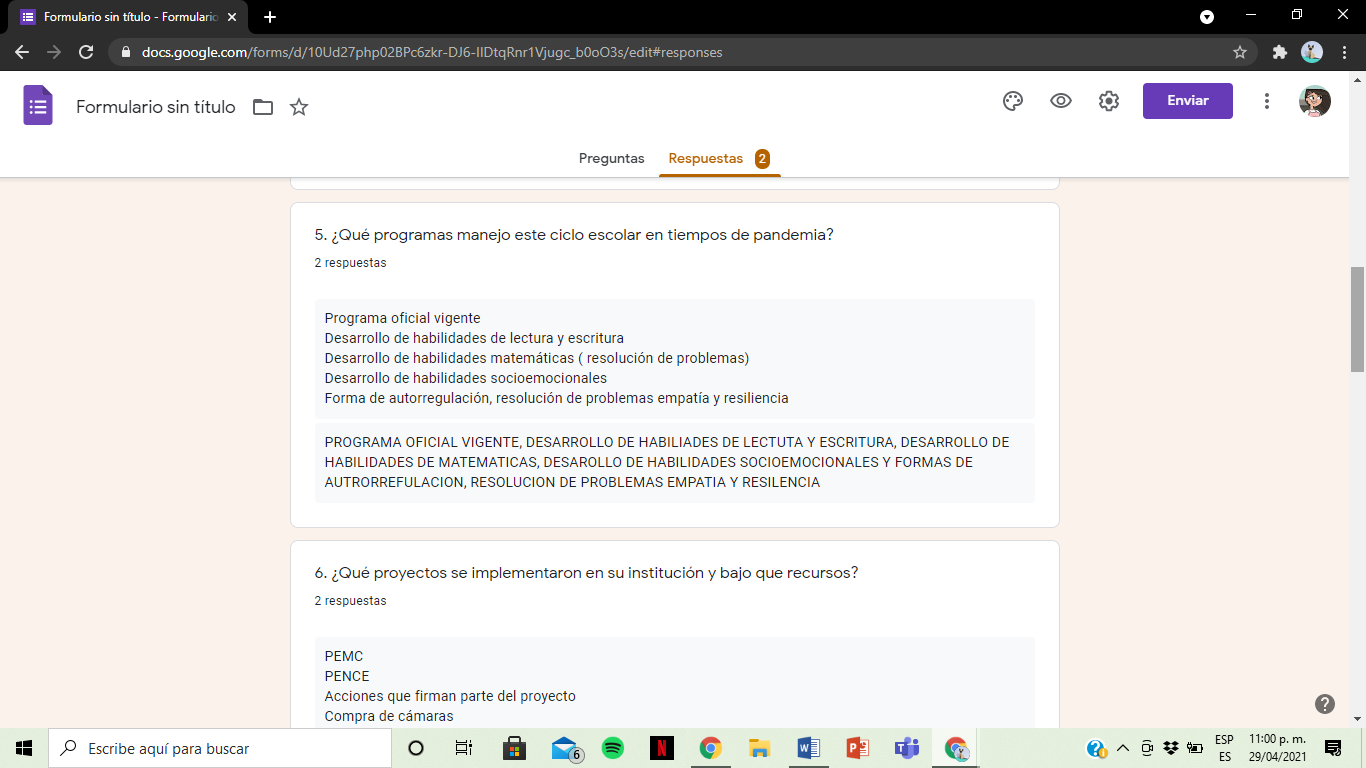 Formulario sin título - Formulario
docs.google.com/forms/d/10Ud27php02BPc6zkr-DJ6-IIDtqRnr1Vjugc_b0oO3s/edit#responses
Formulario sin título
Enviar
Preguntas
Respuestas 2
5. ¿Qué programas manejo este ciclo escolar en tiempos de pandemia?
2 respuestas
Programa oficial vigente
Desarrollo de habilidades de lectura y escritura
Desarrollo de habilidades matemáticas ( resolución de problemas)
Desarrollo de habilidades socioemocionales
Forma de autorregulación, resolución de problemas empatía y resiliencia
PROGRAMA OFICIAL VIGENTE, DESARROLLO DE HABILIADES DE LECTUTA Y ESCRITURA, DESARROLLO DE
HABILIDADES DE MATEMATICAS, DESAROLLO DE HABILIDADES SOCIOEMOCIONALES Y FORMAS DE
AUTRORREFULACION, RESOLUCION DE PROBLEMAS EMPATIA Y RESILENCIA
6. ¿Qué proyectos se implementaron en su institución y bajo que recursos?
2 respuestas
PEMC
PENCE
Acciones que firman parte del proyecto
Compra de cámaras
Escribe aquí para buscar
6
ESP
ES
11:00 p. m.
29/04/2021